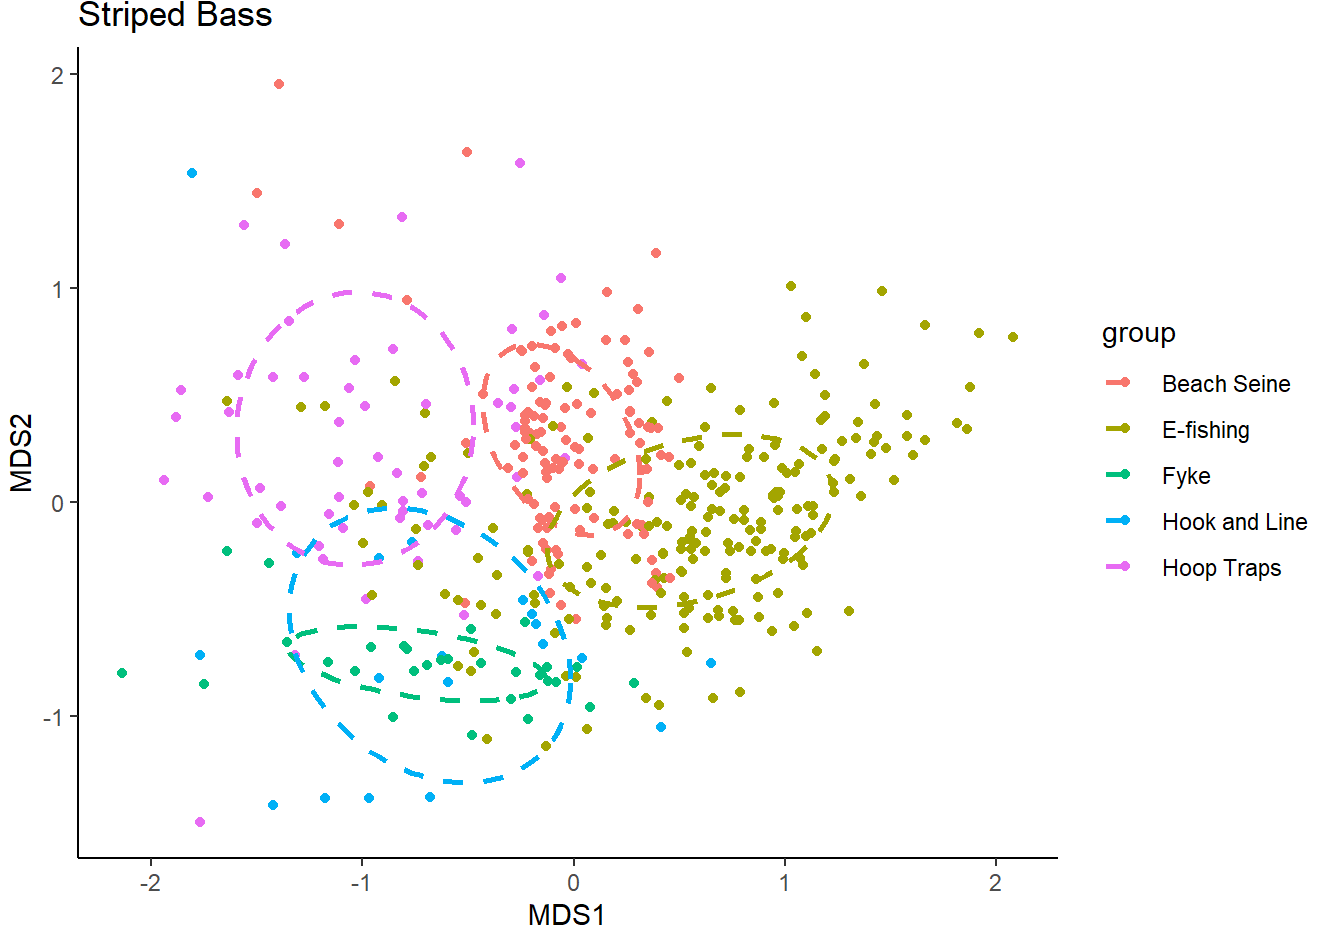 Striped Bass
2
1
0
-1
MDS2
-2
-1
0
1
2
MDS1
group
Beach Seine
E-fishing
Fyke
Hook and Line
Hoop Traps